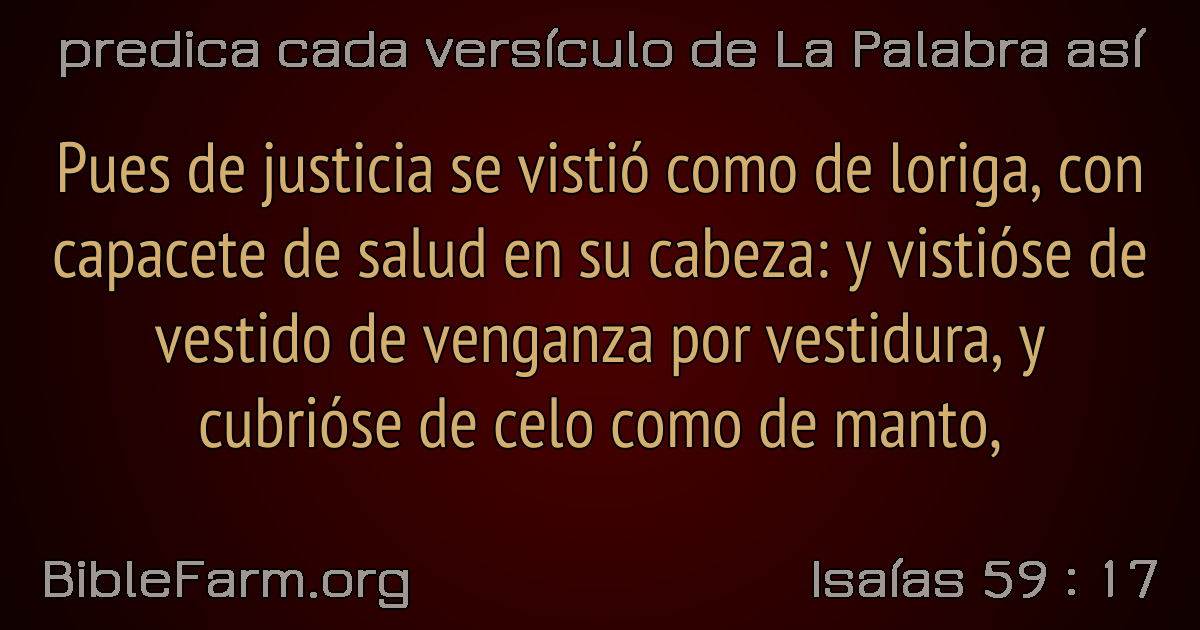 predica cada versículo de La Palabra así
Pues de justicia se vistió como de loriga, con
capacete de salud en su cabeza: y vistióse de
vestido de venganza por vestidura, y
cubrióse de celo como de manto,
BibleFarm.org
Isaías 59 : 17